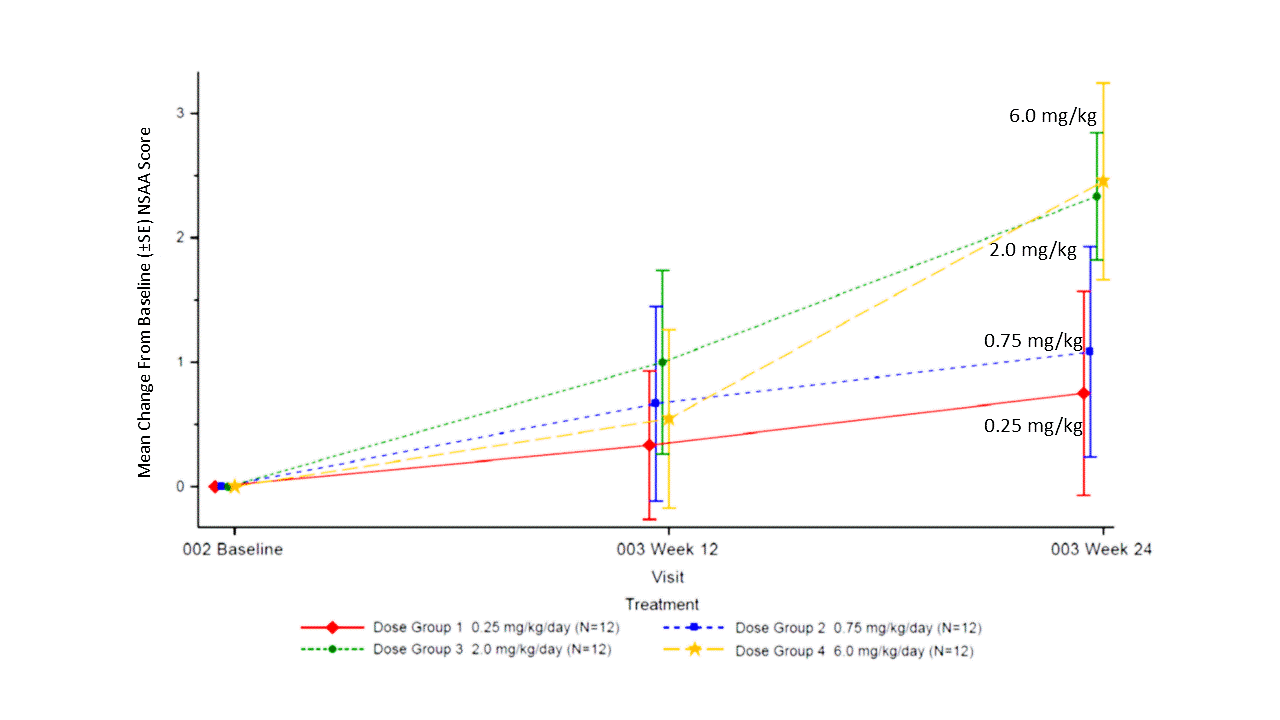 Mean Change From Baseline (±SE) NSAA Score
3
2
1
0
6.0 mg/kg
2.0 mg/kg
0.75 mg/kg
0.25 mg/kg
002 Baseline
003 Week 12
003 Week 24
Visit
Treatment
Dose Group 1 0.25 mg/kg/day (N=12)
Dose Group 2 0.75 mg/kg/day (N=12)
Dose Group 3 2.0 mg/kg/day (N=12)
Dose Group 4 6.0 mg/kg/day (N=12)